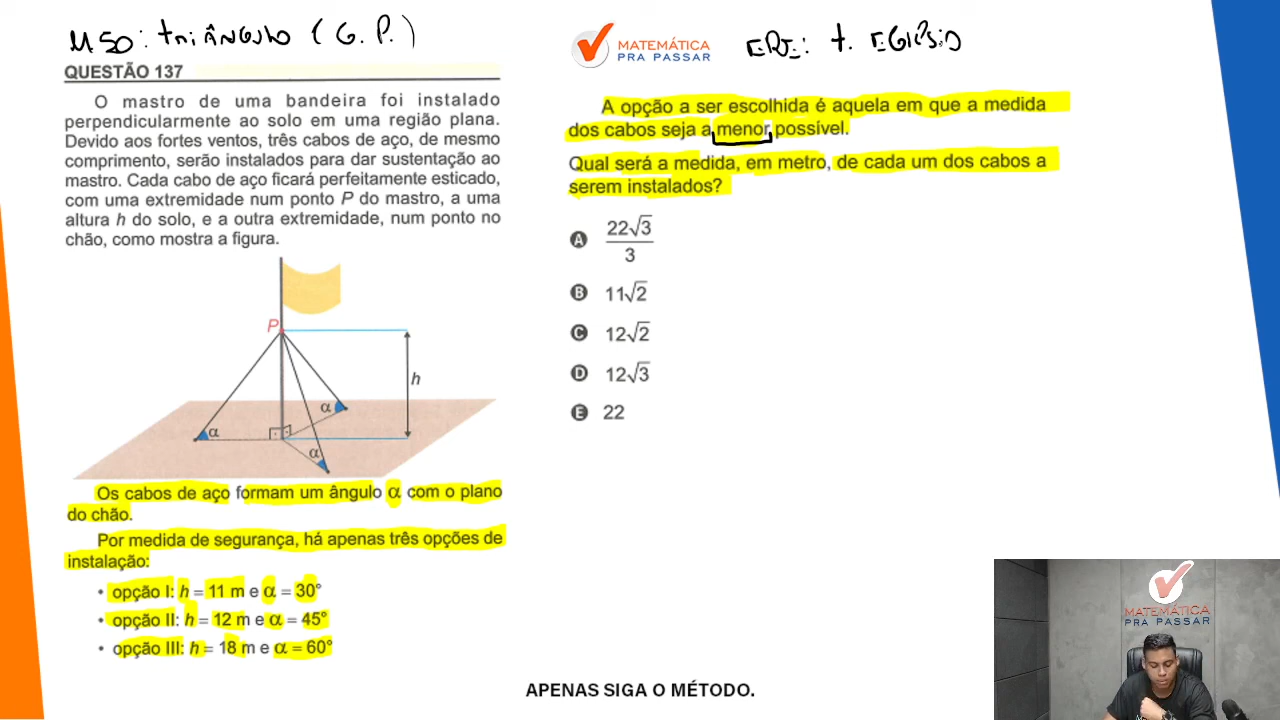 MSO: triângulo (G.P.)
QUESTÃO 137
O mastro de uma bandeira foi instalado
perpendicularmente ao solo em uma região plana.
Devido aos fortes ventos, três cabos de aço, de mesmo
comprimento, serão instalados para dar sustentação ao
mastro. Cada cabo de aço ficará perfeitamente esticado,
com uma extremidade num ponto P do mastro, a uma
altura h do solo, e a outra extremidade, num ponto no
chão, como mostra a figura.
P
h
α
α
α
Os cabos de aço formam um ângulo α com o plano
do chão.
Por medida de segurança, há apenas três opções de
instalação:
• opção I: h = 11 m e α = 30°
• opção II: h = 12 m e α = 45°
• opção III: h = 18 m e α = 60°
MATEMÁTICA
PRA PASSAR
t. EGÍPCIO
A opção a ser escolhida é aquela em que a medida
dos cabos seja a menor possível.
Qual será a medida, em metro, de cada um dos cabos a
serem instalados?
A 22√3/3
B 11√2
C 12√2
D 12√3
E 22
MATEMÁTICA
PRA PASSAR
APENAS SIGA O MÉTODO.